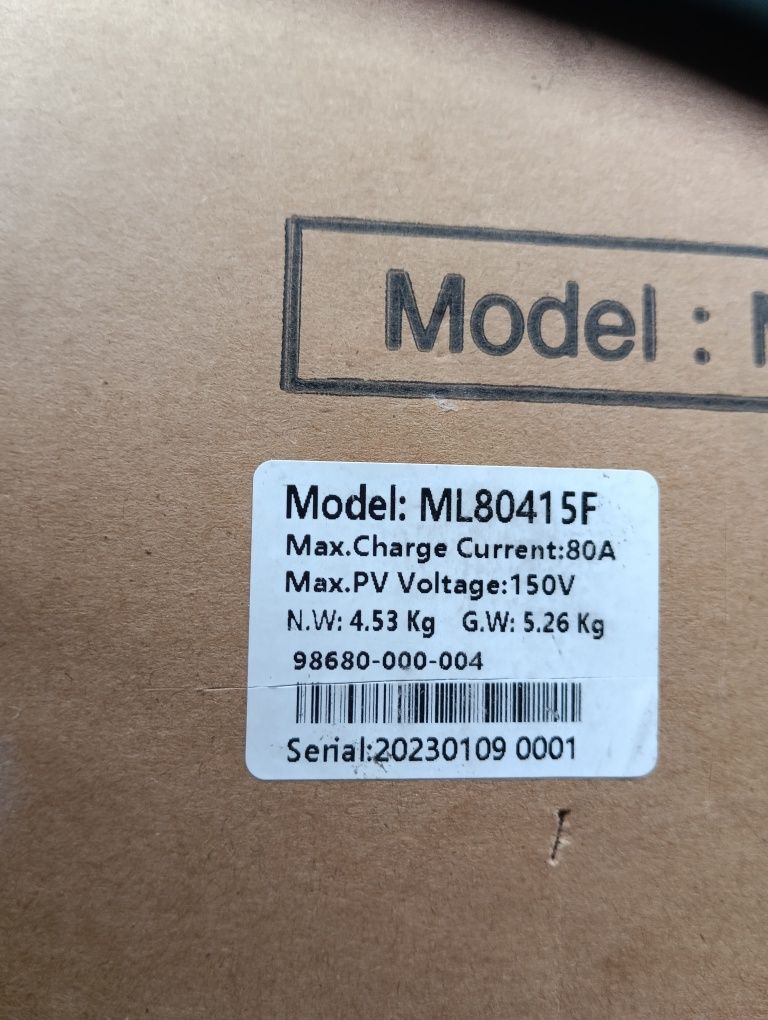 Model :
Model: ML80415F
Max.Charge Current:80A
Max.PV Voltage:150V
N.W: 4.53 Kg G.W: 5.26 Kg
98680-000-004
Serial:20230109 0001